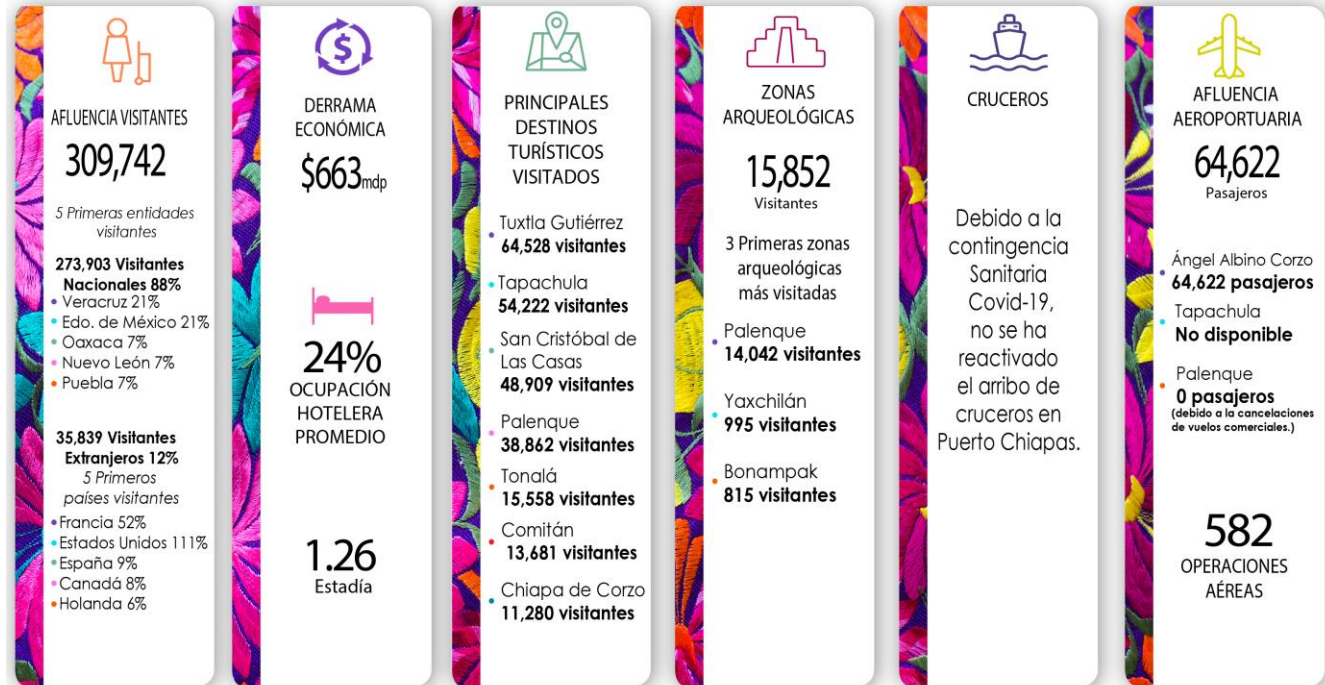 AFLUENCIA VISITANTES
309,742
5 Primeras entidades
visitantes
273,903 Visitantes
Nacionales 88%
Veracruz 21%
Edo. de México 21%
Oaxaca 7%
Nuevo León 7%
Puebla 7%
35,839 Visitantes
Extranjeros 12%
5 Primeros
países visitantes
Francia 52%
Estados Unidos 111%
España 9%
Canadá 8%
Holanda 6%
$
DERRAMA
ECONÓMICA
$663mdp
24%
OCUPACIÓN
HOTELERA
PROMEDIO
1.26
Estadía
PRINCIPALES
DESTINOS
TURÍSTICOS
VISITADOS
Tuxtla Gutiérrez
64,528 visitantes
Tapachula
54,222 visitantes
San Cristóbal de
Las Casas
48,909 visitantes
Palenque
38,862 visitantes
Tonalá
15,558 visitantes
Comitán
13,681 visitantes
Chiapa de Corzo
11,280 visitantes
ZONAS
ARQUEOLÓGICAS
15,852
Visitantes
3 Primeras zonas
arqueológicas
más visitadas
Palenque
14,042 visitantes
Yaxchilán
995 visitantes
Bonampak
815 visitantes
CRUCEROS
Debido a la
contingencia
Sanitaria
Covid-19,
no se ha
reactivado
el arribo de
cruceros en
Puerto Chiapas.
AFLUENCIA
AEROPORTUARIA
64,622
Pasajeros
Ángel Albino Corzo
64,622 pasajeros
Tapachula
No disponible
Palenque
0 pasajeros
(debido a la cancelaciones
de vuelos comerciales.)
582
OPERACIONES
AÉREAS